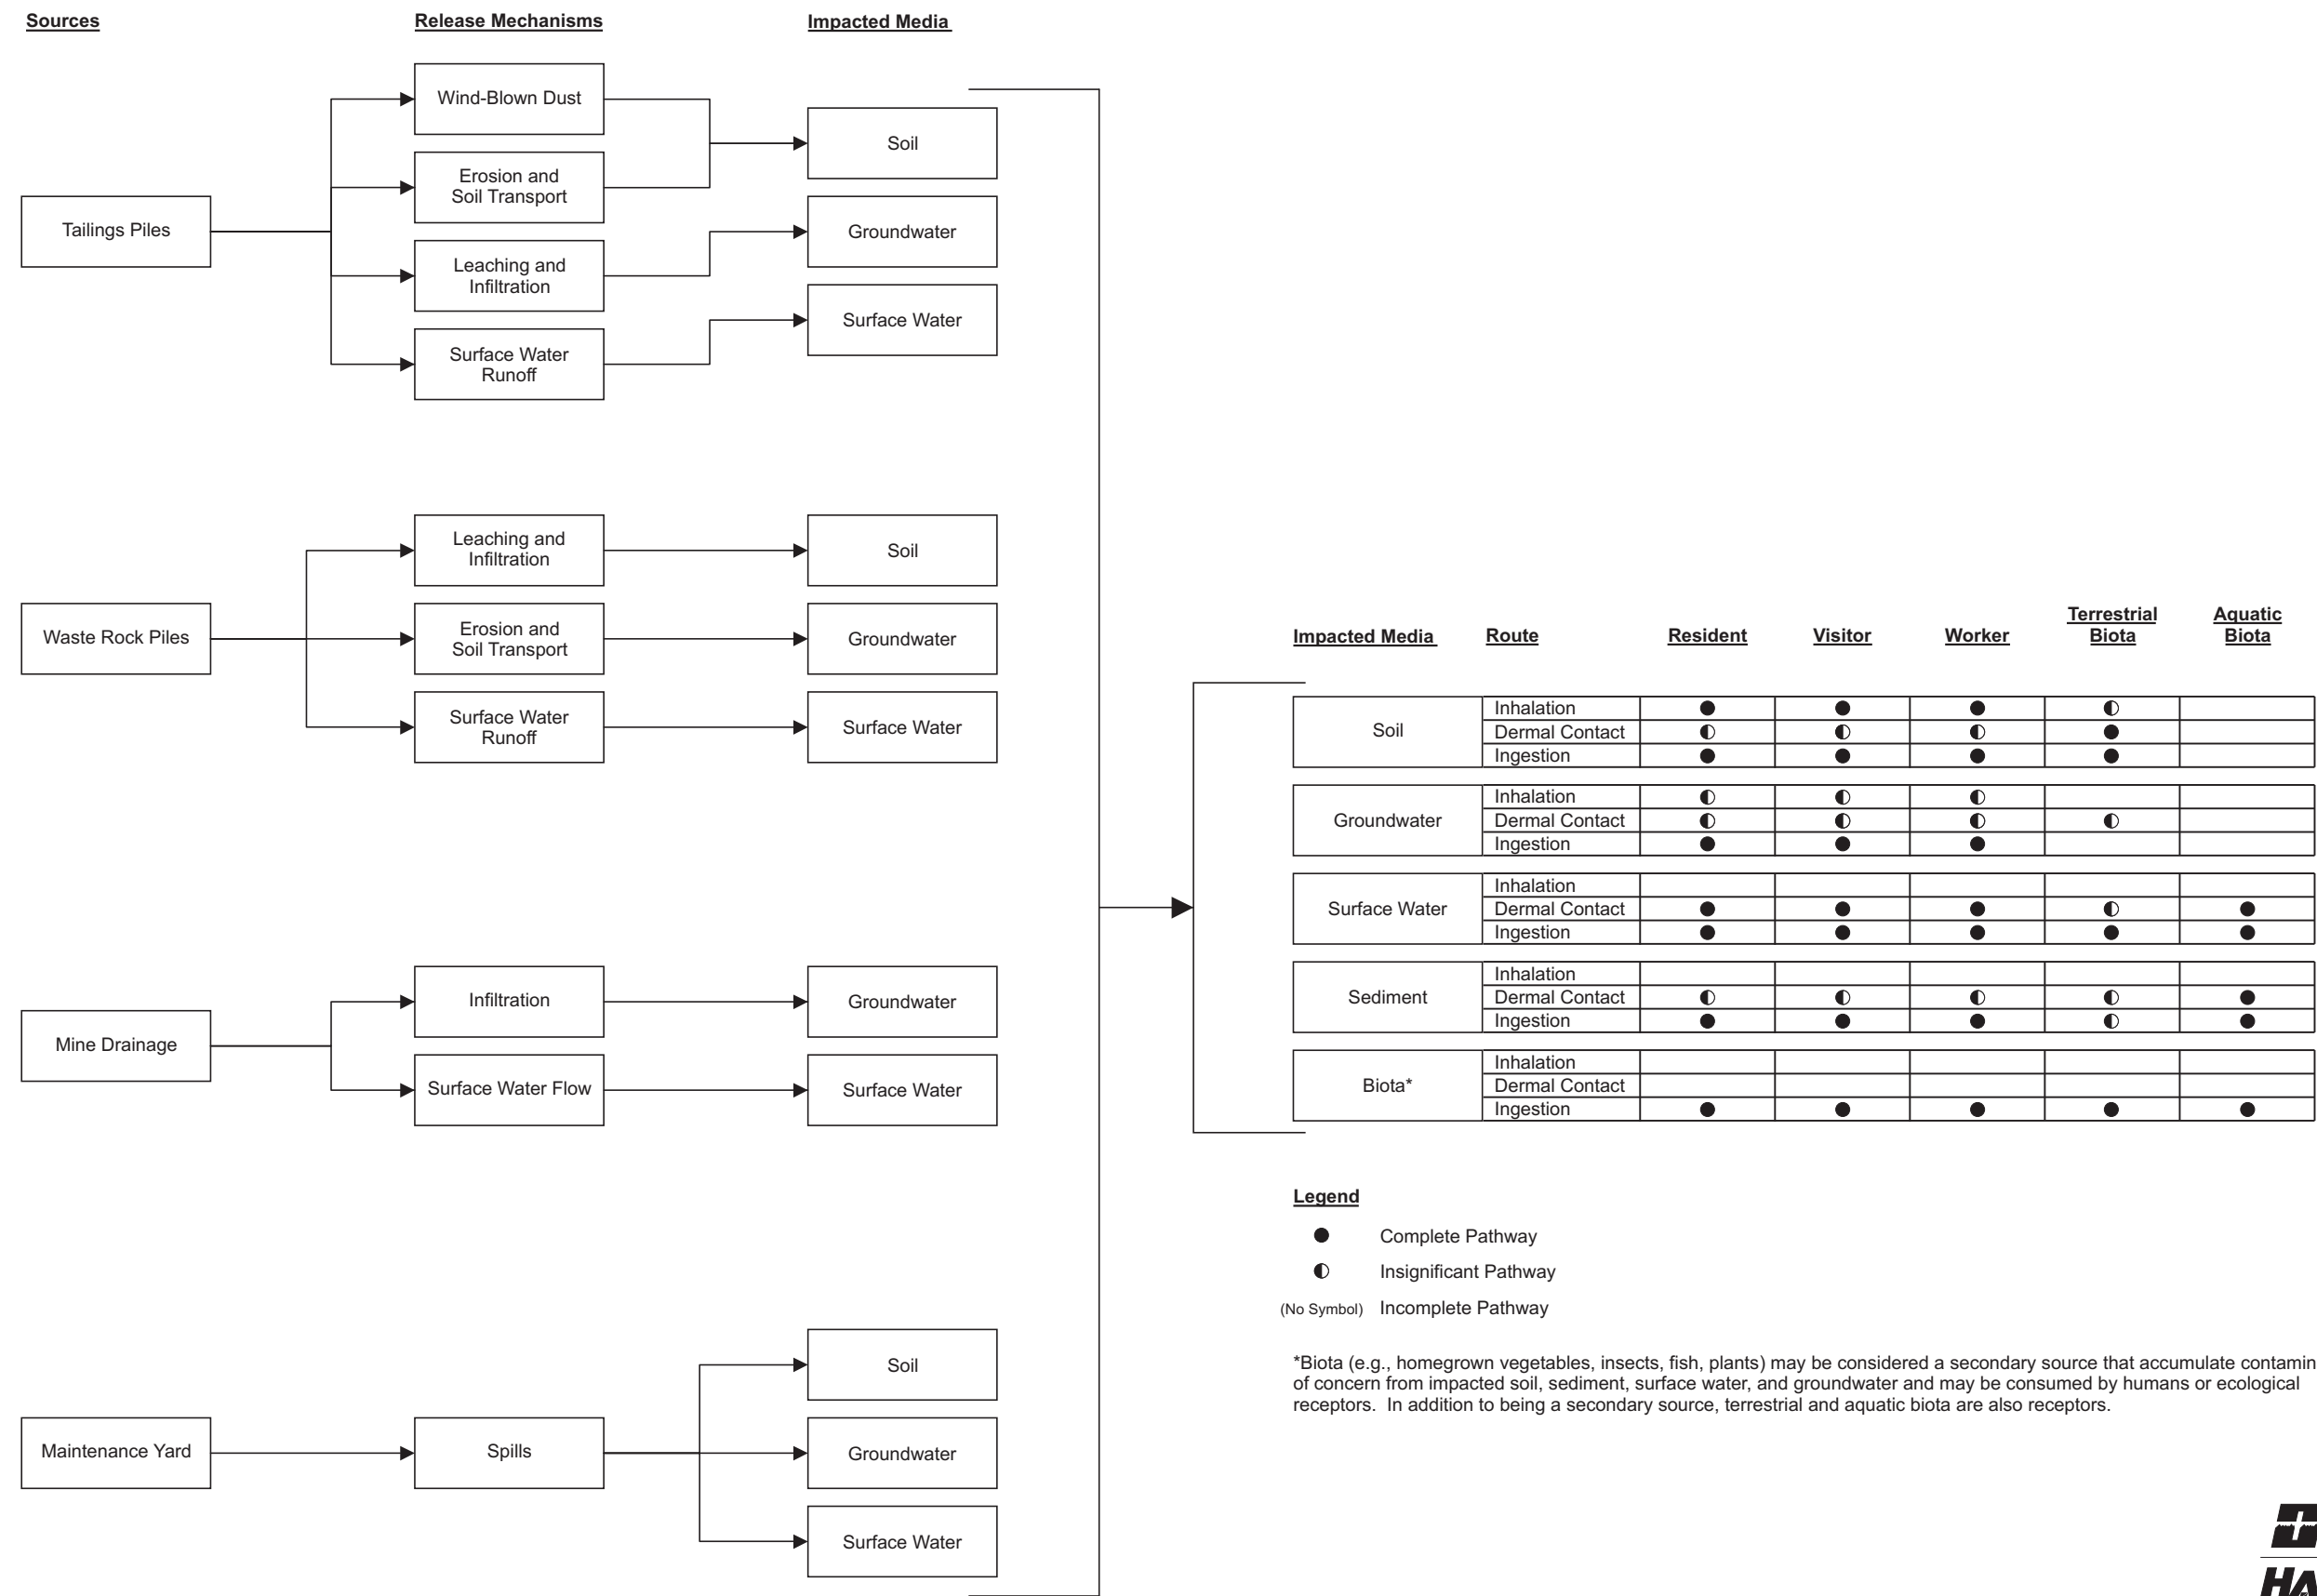 Sources
Release Mechanisms
Impacted Media
Wind-Blown Dust
Erosion and
Soil Transport
Tailings Piles
Leaching and
Infiltration
Surface Water
Runoff
Soil
Groundwater
Surface Water
Waste Rock Piles
Leaching and
Infiltration
Erosion and
Soil Transport
Surface Water
Runoff
Soil
Groundwater
Surface Water
Mine Drainage
Infiltration
Surface Water Flow
Groundwater
Surface Water
Maintenance Yard
Spills
Soil
Groundwater
Surface Water
Impacted Media Route Resident Visitor Worker Terrestrial Biota Aquatic Biota
Soil
Inhalation
Dermal Contact
Ingestion
Groundwater
Inhalation
Dermal Contact
Ingestion
Surface Water
Inhalation
Dermal Contact
Ingestion
Sediment
Inhalation
Dermal Contact
Ingestion
Biota*
Inhalation
Dermal Contact
Ingestion
Legend
Complete Pathway
Insignificant Pathway
(No Symbol) Incomplete Pathway
*Biota (e.g., homegrown vegetables, insects, fish, plants) may be considered a secondary source that accumulate contamin
of concern from impacted soil, sediment, surface water, and groundwater and may be consumed by humans or ecological
receptors. In addition to being a secondary source, terrestrial and aquatic biota are also receptors.